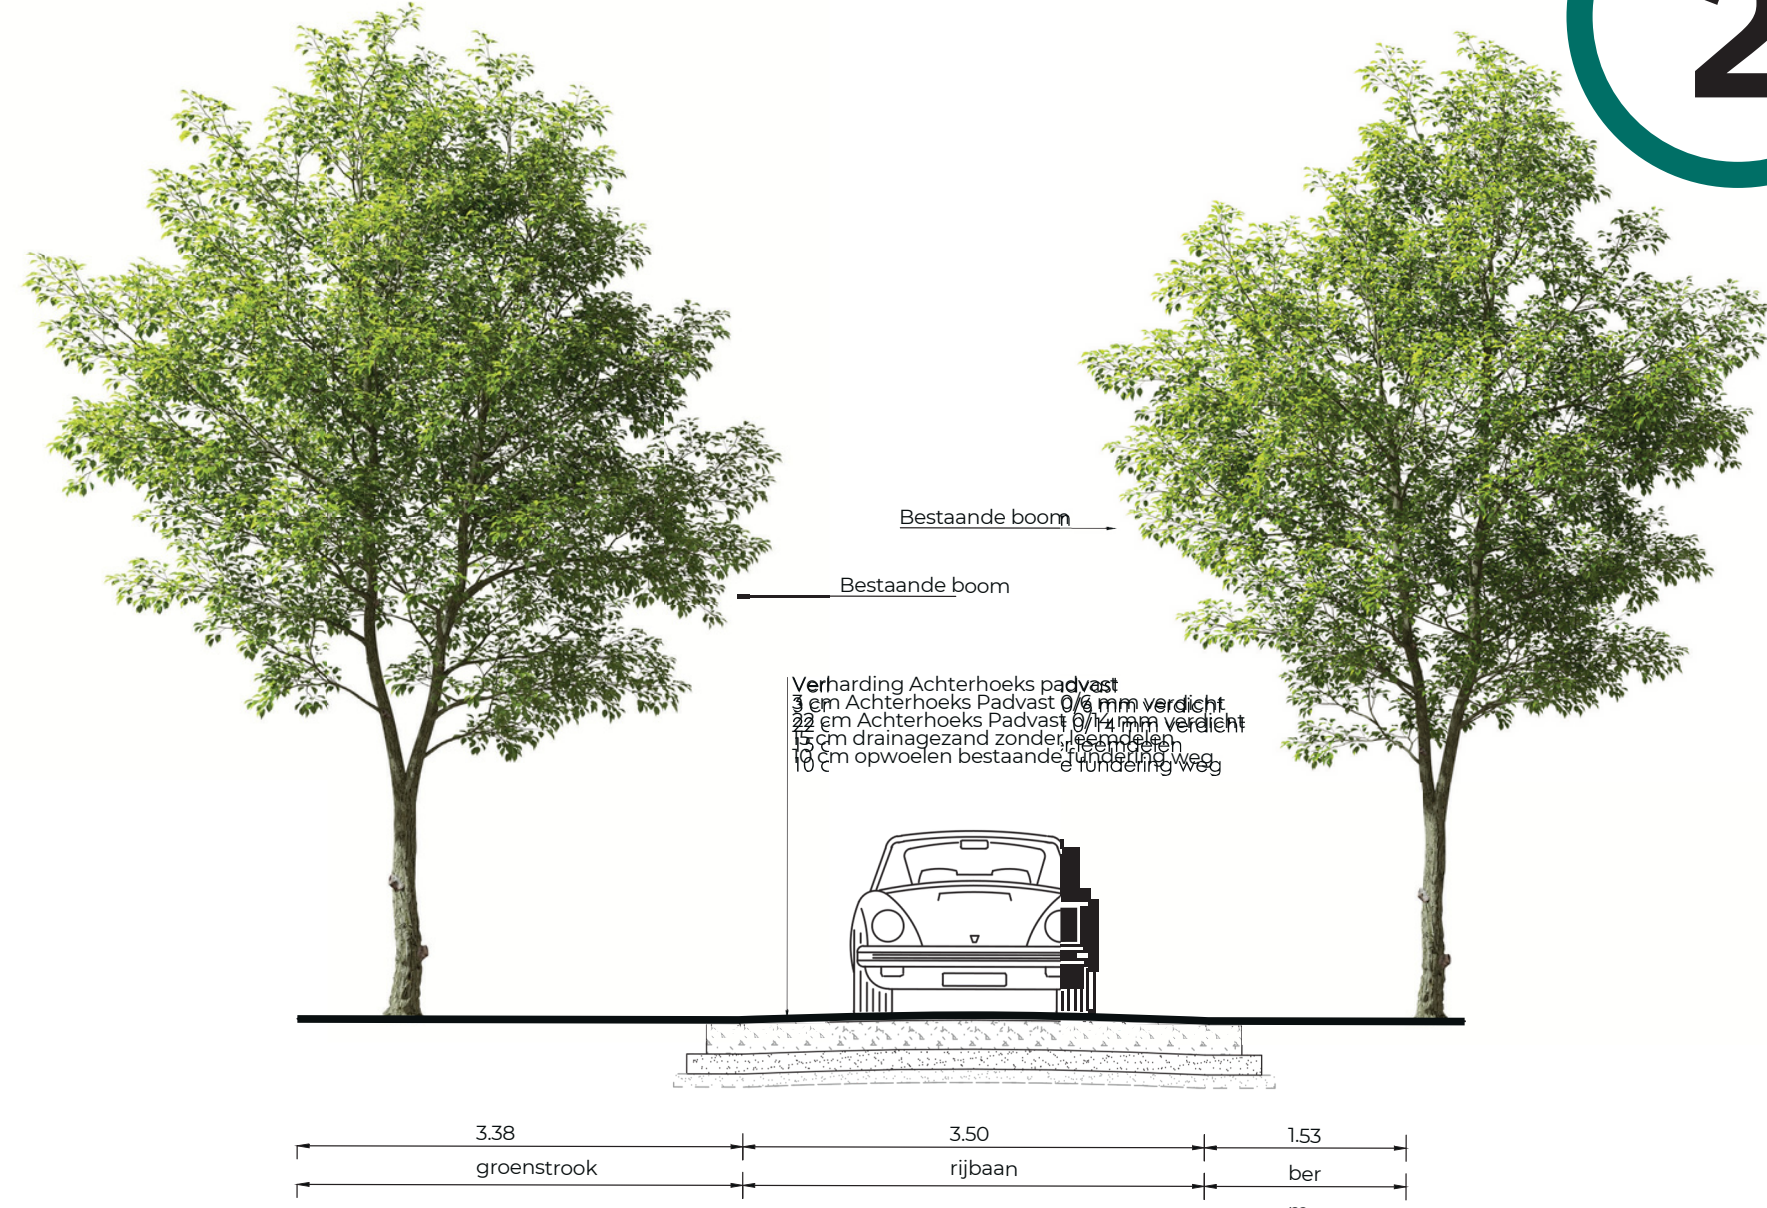 2
Bestaande boom
Bestaande boom
Verharding Achterhoeks padvast
3 cm Achterhoeks Padvast 0/6 mm verdicht
22 cm Achterhoeks Padvast 0/14 mm verdicht
15 cm drainagezand zonder leemdelen
10 cm opwoelen bestaande fundering weg
3.38
3.50
1.53
groenstrook
rijbaan
ber
m